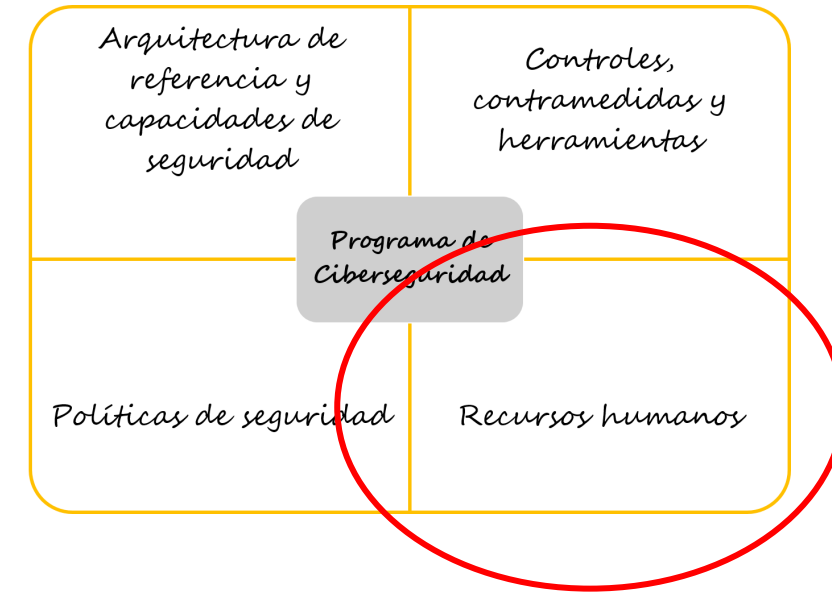 Arquitectura de
referencia y
capacidades de
seguridad
Controles,
contramedidas y
herramientas
Programa de
Ciberseguridad
Políticas de seguridad
Recursos humanos